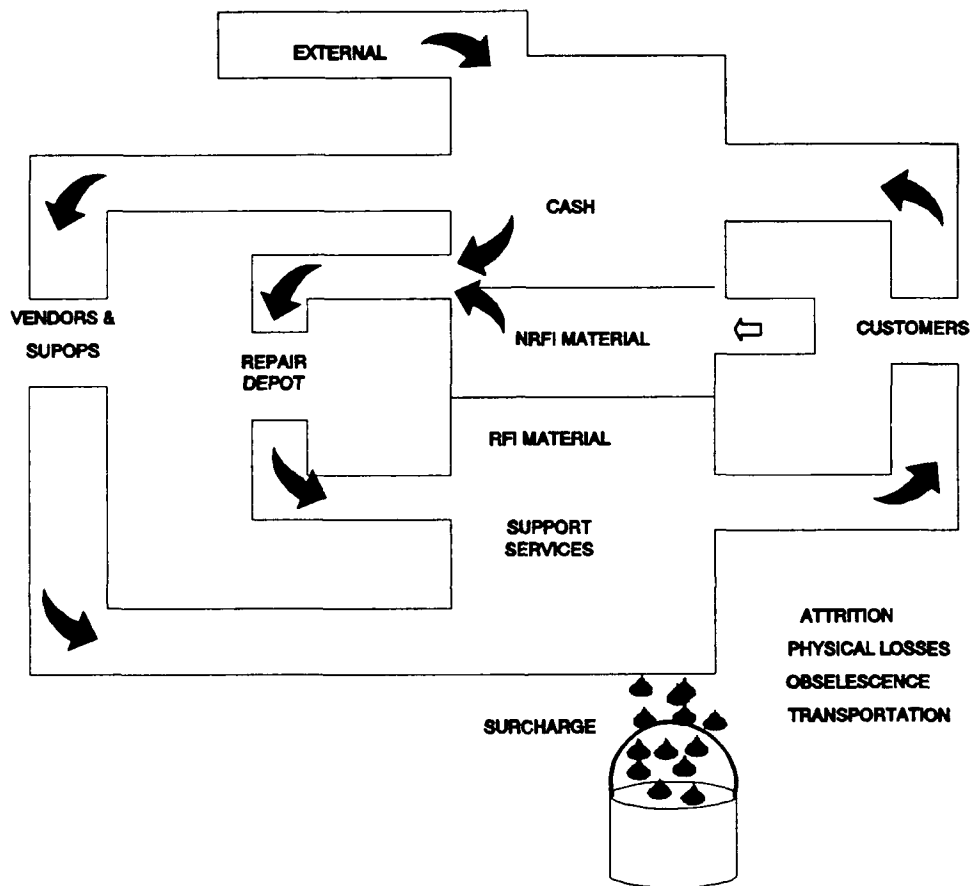 EXTERNAL
CASH
VENDORS &
SUPOPS
REPAIR
DEPOT
NRFI MATERIAL
CUSTOMERS
RFI MATERIAL
SUPPORT
SERVICES
ATTRITION
PHYSICAL LOSSES
OBSELESCENCE
TRANSPORTATION
SURCHARGE